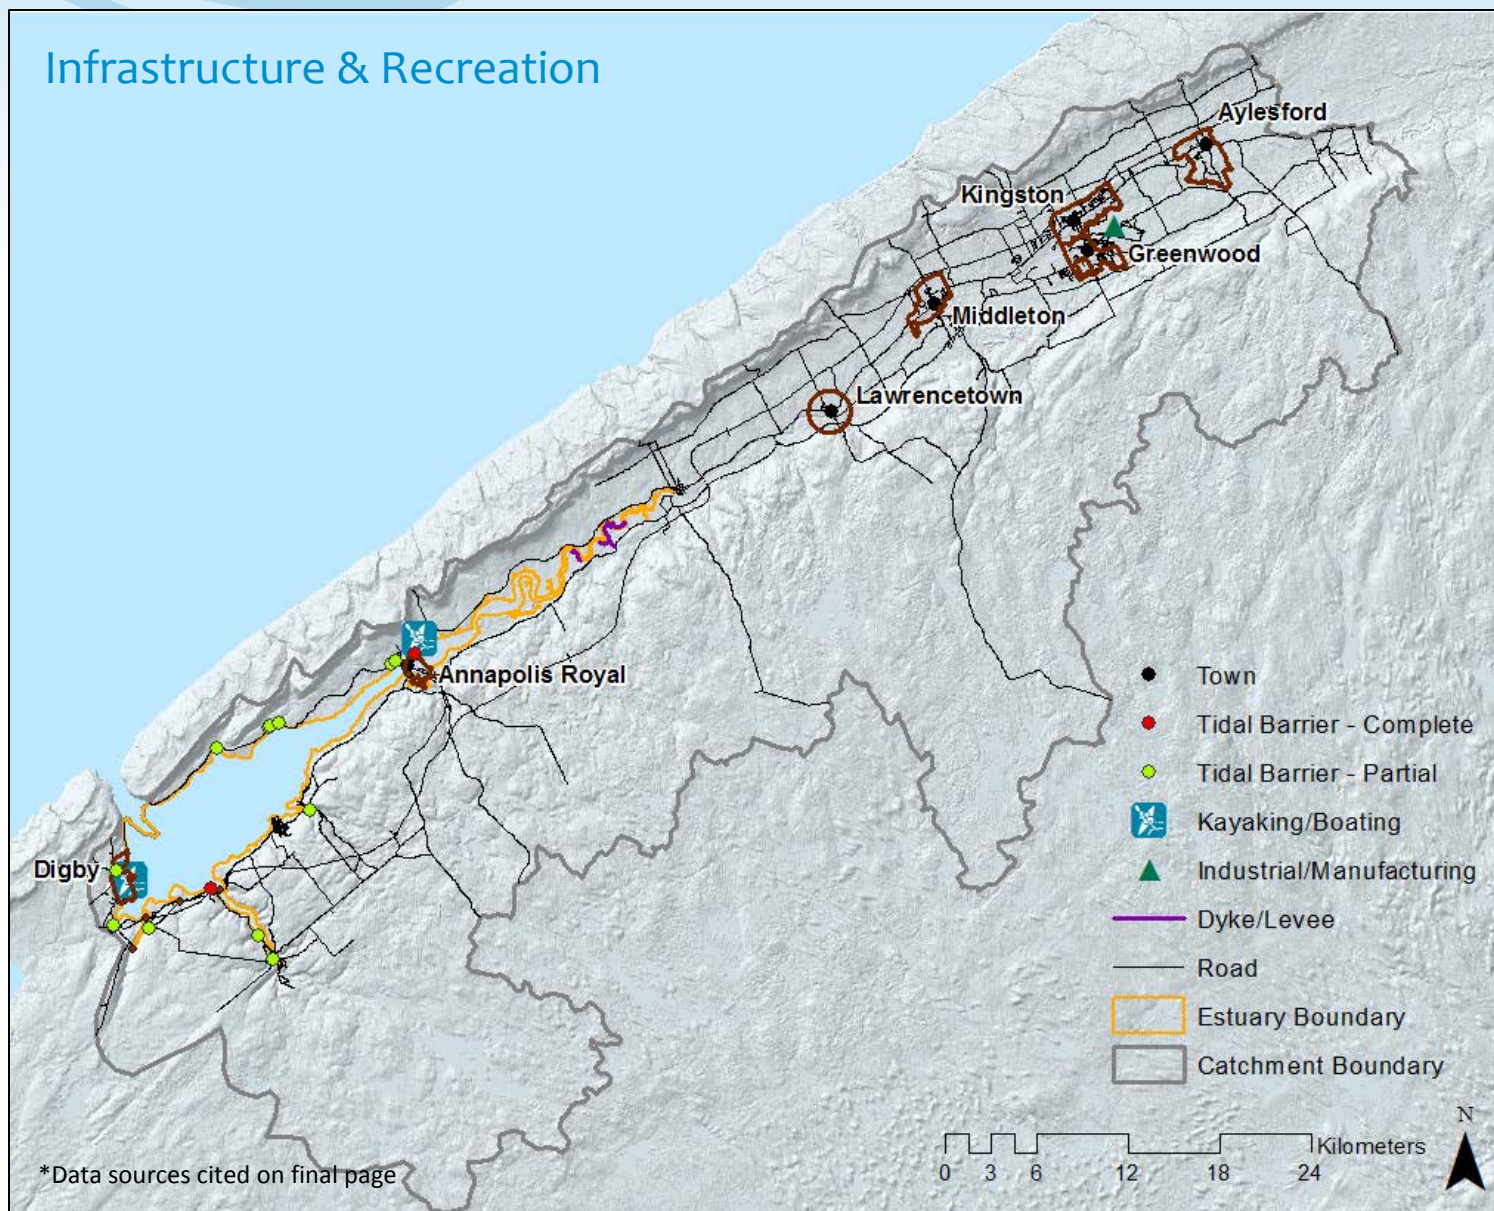 Infrastructure & Recreation
Aylesford
Kingston
Greenwood
Middleton
Lawrencetown
Annapolis Royal
Digby
Town
Tidal Barrier - Complete
Tidal Barrier - Partial
Kayaking/Boating
Industrial/Manufacturing
Dyke/Levee
Road
Estuary Boundary
Catchment Boundary
N
Kilometers
0 3 6 12 18 24
*Data sources cited on final page